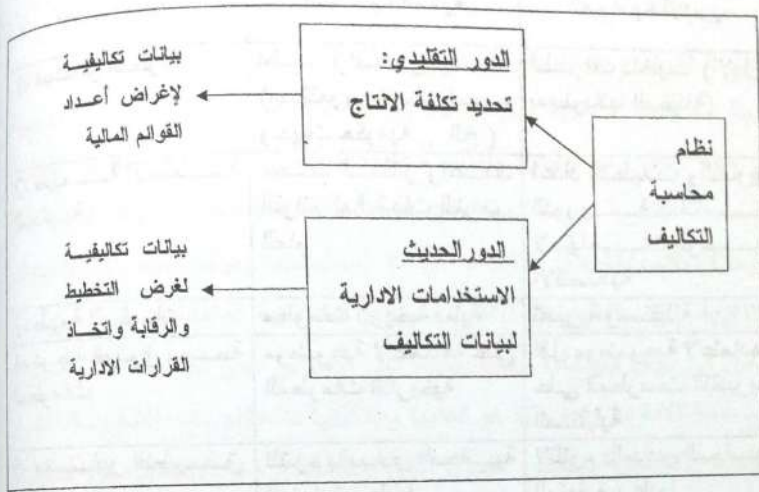 نظام
محاسبة
التكاليف
الدور التقليدي:
تحديد تكلفة الانتاج
بيانات تكاليفية
لإغراض أعداد
القوائم المالية
الدور الحديث
الاستخدامات الادارية
لبيانات التكاليف
بيانات تكاليفية
لغرض التخطيط
والرقابة واتخاذ
القرارات الادارية